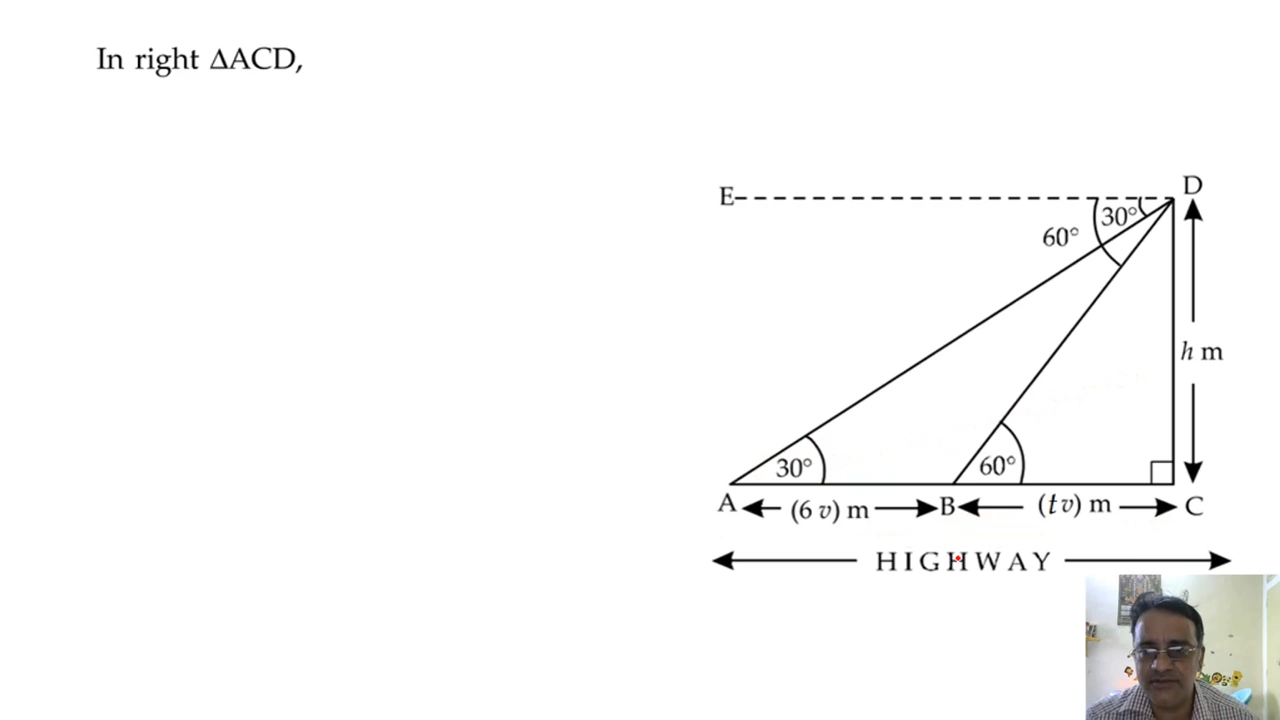 In right ΔACD,
E
D
30°
60°
h m
30°
60°
A (6 v) m B (t v) m C
HIGHWAY